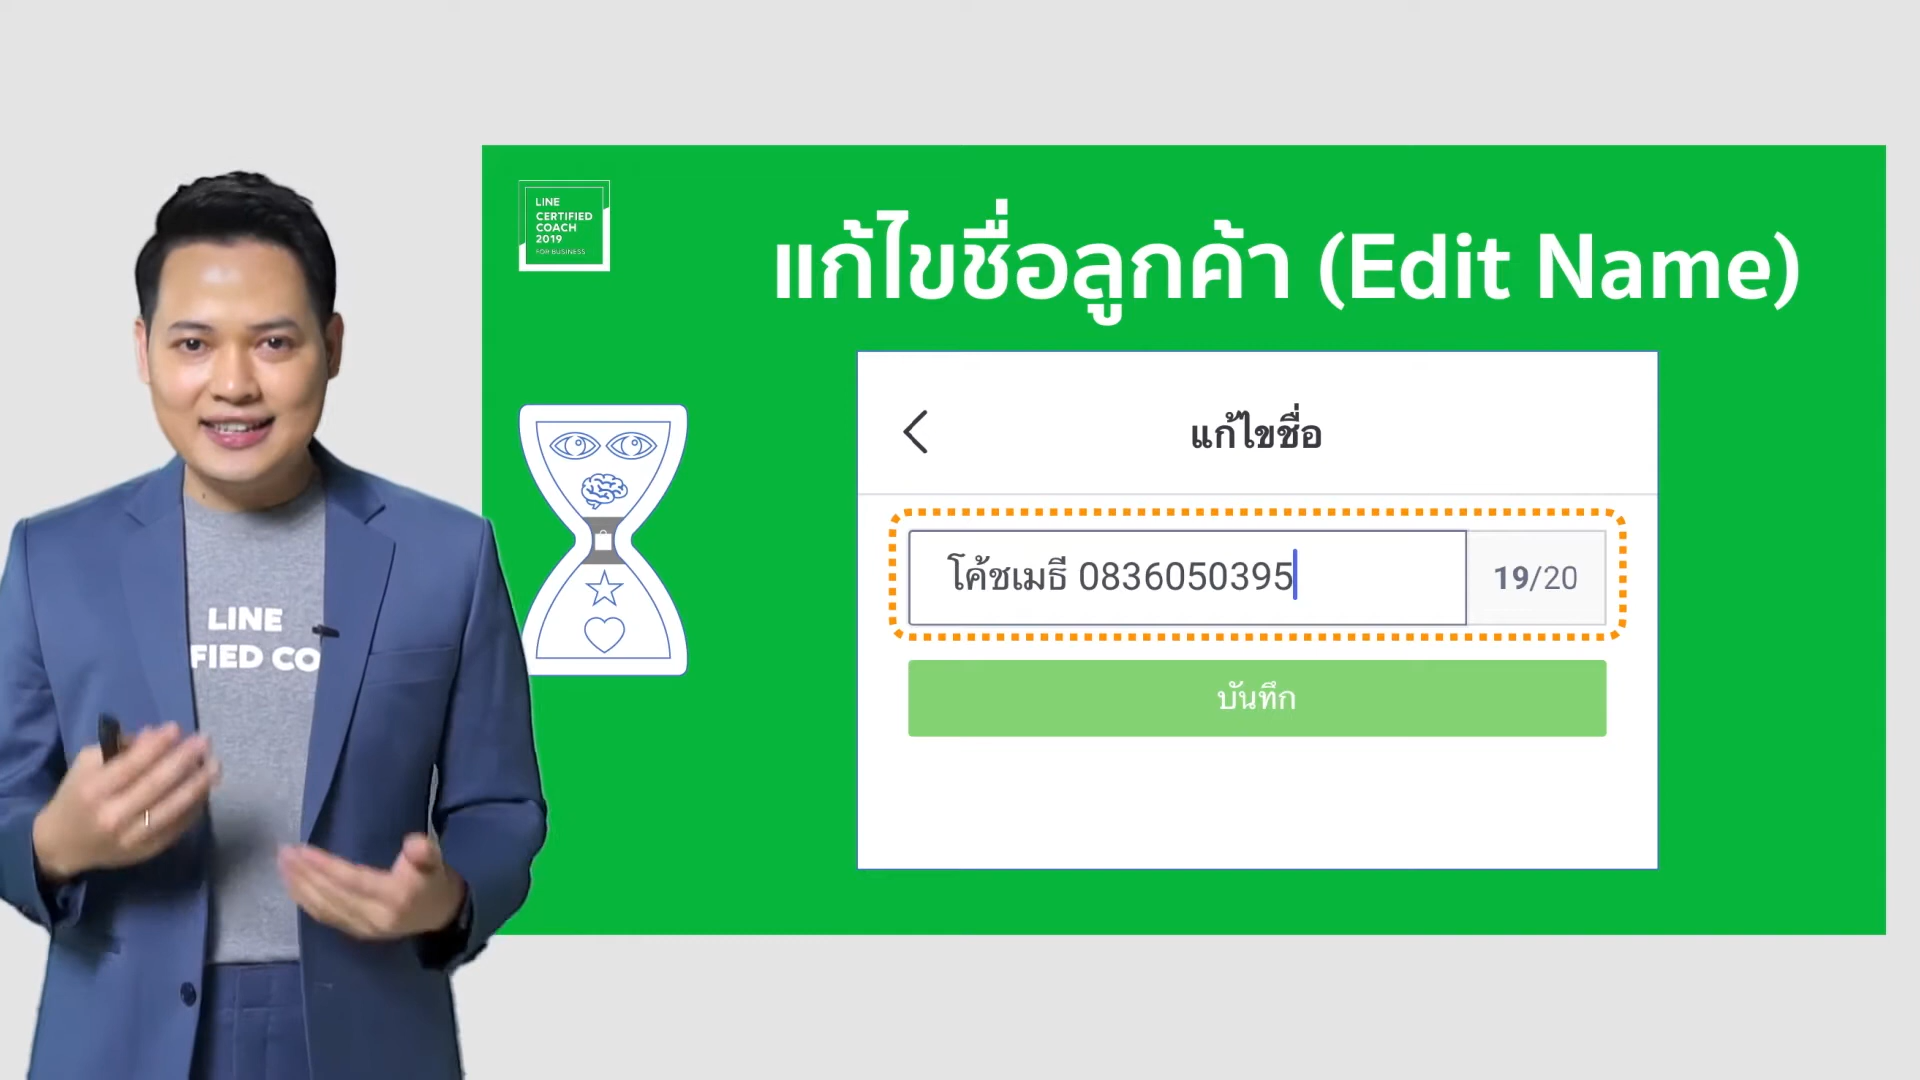 LINE
CERTIFIED
COACH
2019
FOR BUSINESS
แก้ไขชื่อลูกค้า (Edit Name)
แก้ไขชื่อ
โค้ชเมธี 0836050395
19/20
บันทึก
LINE
FIED CO